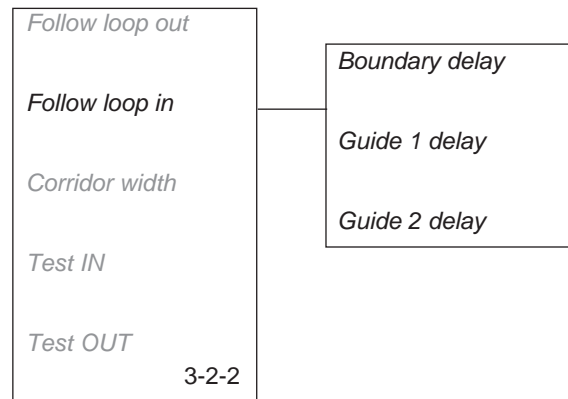 Follow loop out
Follow loop in
Corridor width
Test IN
Test OUT
3-2-2
Boundary delay
Guide 1 delay
Guide 2 delay